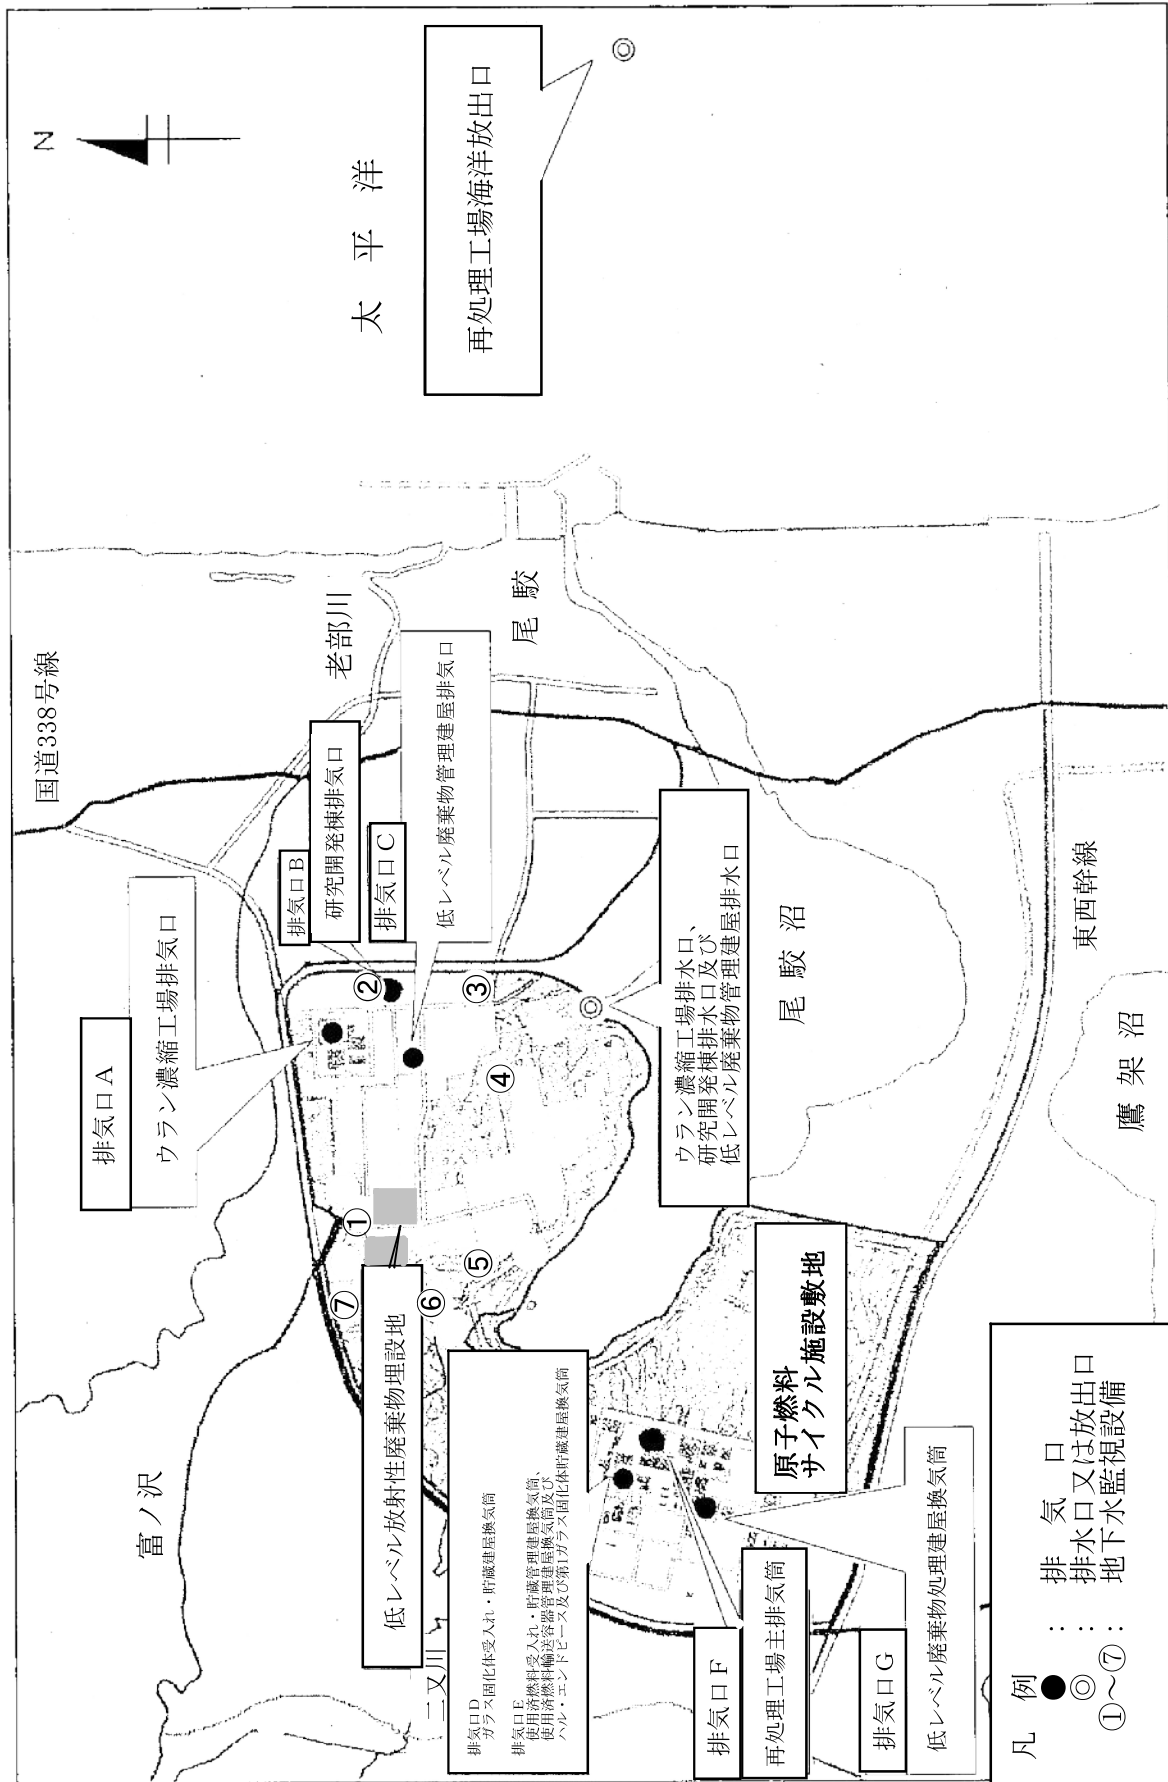 N
国道338号線
太平洋
再処理工場海洋放出口
老部川
尾駮
排気口A
ウラン濃縮工場排気口
排気口B
研究開発棟排気口
排気口C
低レベル廃棄物管理建屋排気口
富ノ沢
①
②
③
④
⑤
⑥
⑦
低レベル放射性廃棄物埋設地
ウラン濃縮工場排水口、
研究開発棟排水口及び
低レベル廃棄物管理建屋排水口
尾駮沼
二又川
排気口D
ガラス固化体受入れ・貯蔵建屋換気筒
排気口E
使用済燃料受入れ・貯蔵管理建屋換気筒、
使用済燃料輸送容器管理建屋換気筒及び
ハル・エンドピース及び第1ガラス固化体貯蔵建屋換気筒
原子燃料
サイクル施設敷地
東西幹線
鷹架沼
排気口F
再処理工場主排気筒
排気口G
低レベル廃棄物処理建屋換気筒
凡例
●：排気口
◎：排水口又は放出口
①～⑦：地下水監視設備